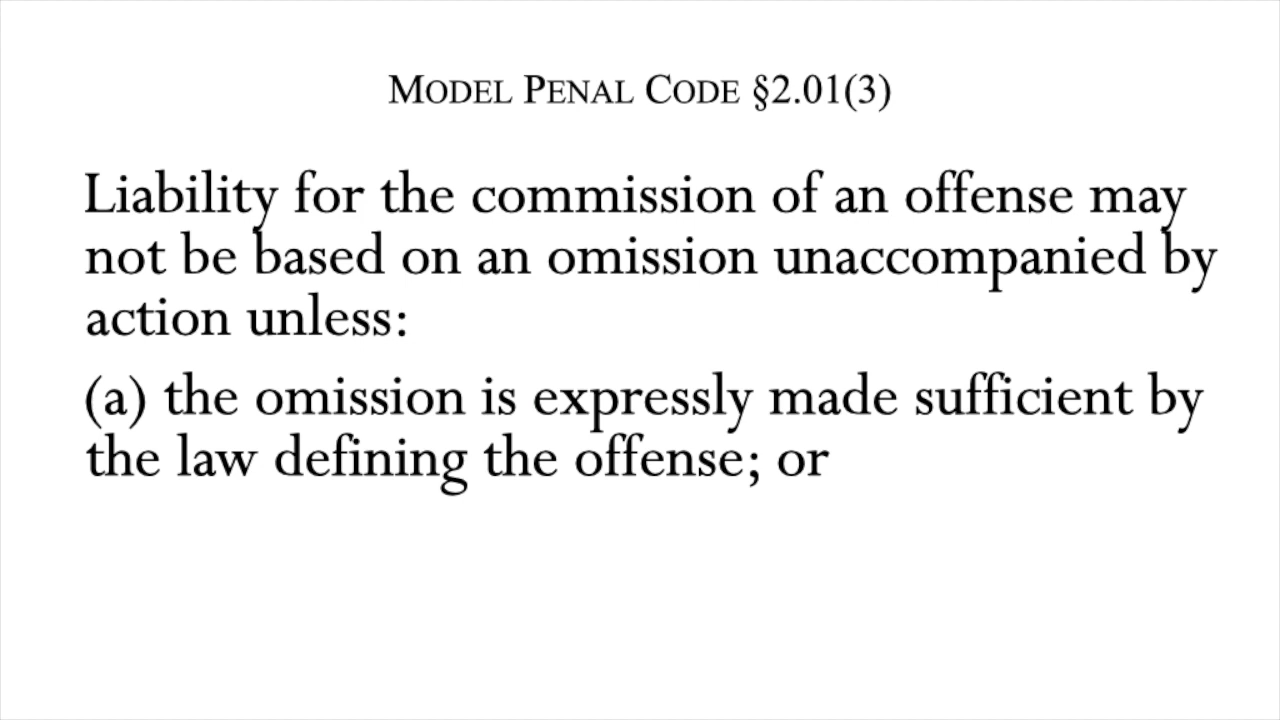 MODEL PENAL CODE §2.01(3)
Liability for the commission of an offense may
not be based on an omission unaccompanied by
action unless:
(a) the omission is expressly made sufficient by
the law defining the offense; or